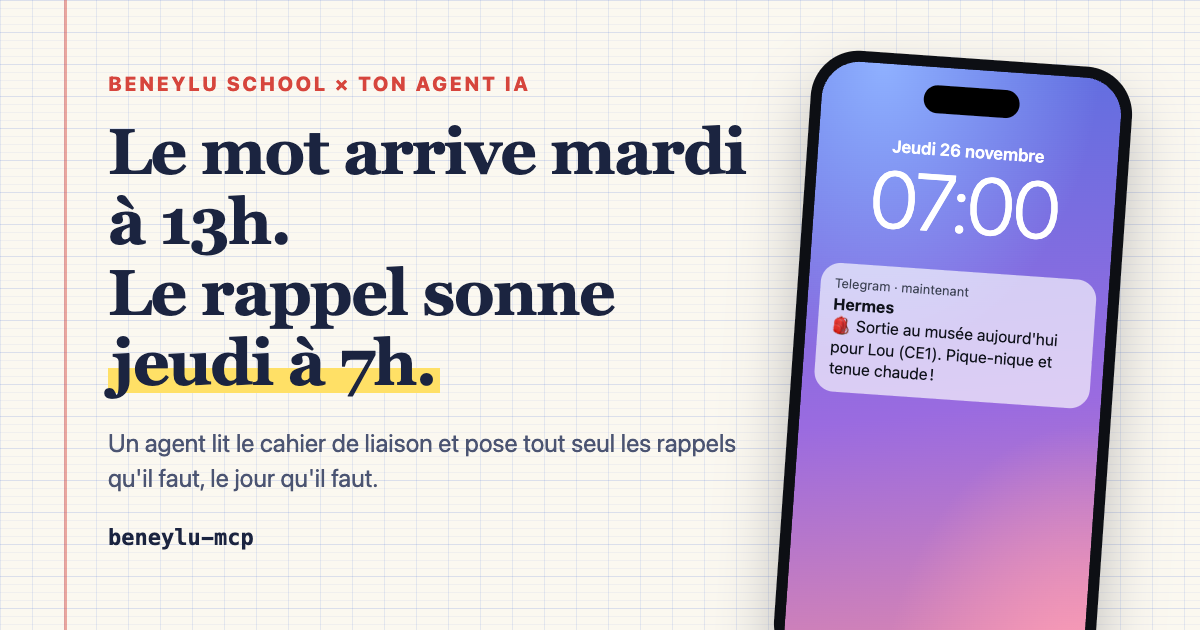 BENEYLU SCHOOL × TON AGENT IA
Le mot arrive mardi
à 13h.
Le rappel sonne
jeudi à 7h.
Un agent lit le cahier de liaison et pose tout seul les rappels
qu'il faut, le jour qu'il faut.
beneylu-mcp
Jeudi 26 novembre
07:00
Telegram · maintenant
Hermes
🎒 Sortie au musée aujourd'hui
pour Lou (CE1). Pique-nique et
tenue chaude !